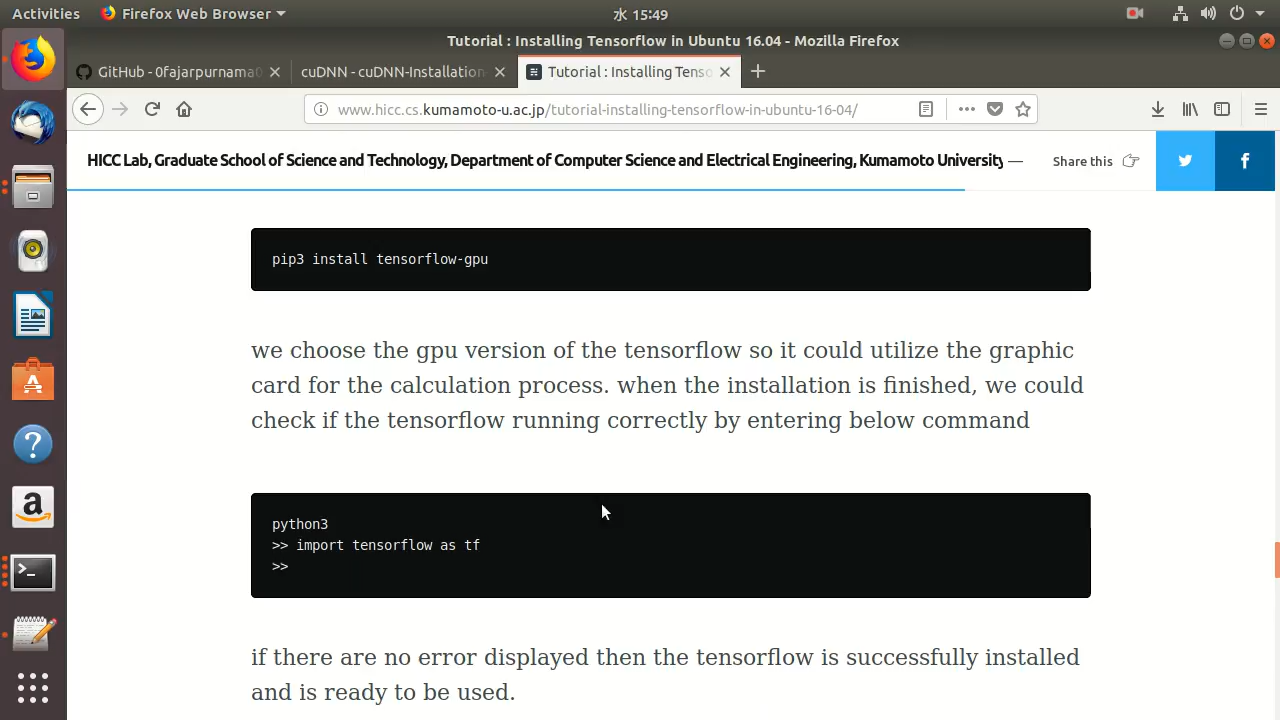 Activities
Firefox Web Browser
水 15:49
Tutorial : Installing Tensorflow in Ubuntu 16.04 - Mozilla Firefox
GitHub - 0fajarpurnama0
cuDNN - cuDNN-Installation-
Tutorial : Installing Tenso
www.hicc.cs.kumamoto-u.ac.jp/tutorial-installing-tensorflow-in-ubuntu-16-04/
HICC Lab, Graduate School of Science and Technology, Department of Computer Science and Electrical Engineering, Kumamoto University —
Share this
pip3 install tensorflow-gpu
we choose the gpu version of the tensorflow so it could utilize the graphic
card for the calculation process. when the installation is finished, we could
check if the tensorflow running correctly by entering below command
python3
>> import tensorflow as tf
>>
if there are no error displayed then the tensorflow is successfully installed
and is ready to be used.